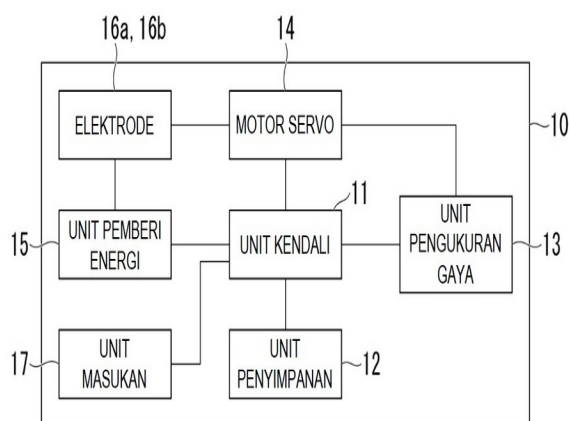 16a, 16b
14
ELEKTRODE
MOTOR SERVO
10
11
15
UNIT PEMBERI
ENERGI
UNIT KENDALI
UNIT
PENGUKURAN
GAYA
13
17
UNIT
MASUKAN
UNIT
PENYIMPANAN
12